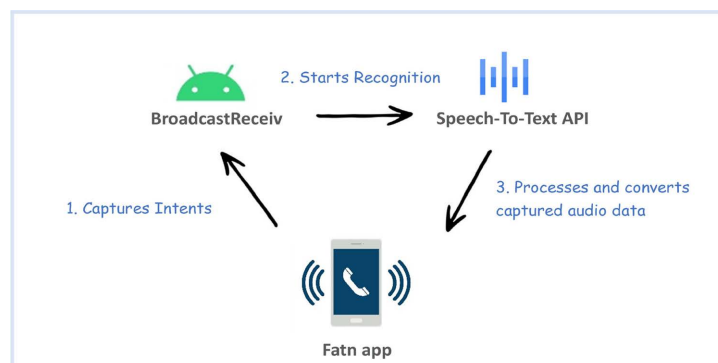 2. Starts Recognition
BroadcastReceiv
Speech-To-Text API
1. Captures Intents
3. Processes and converts
captured audio data
Fatn app